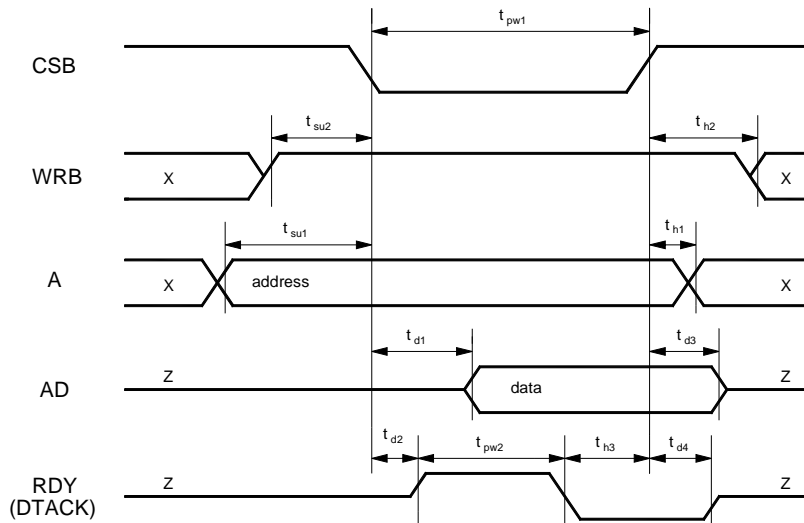 t pw1
CSB
t su2
t h2
WRB
X
X
t su1
t h1
A
X
address
X
t d1
t d3
AD
Z
data
Z
t d2
t pw2
t h3
t d4
RDY
(DTACK)
Z
Z